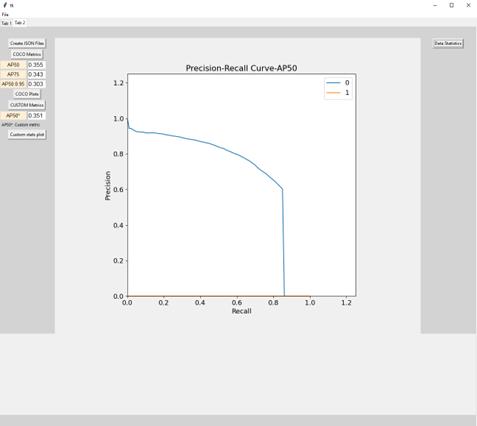 tk
File
Tab 1 Tab 2
Create JSON Files
COCO Metrics
AP50 0.355
AP75 0.343
AP50:0.95 0.303
COCO Plots
CUSTOM Metrics
AP50* 0.351
AP50*: Custom metric
Custom stats plot
Data Statistics
Precision-Recall Curve-AP50
0
1
1.2
1.0
0.8
0.6
0.4
0.2
0.0
Precision
0.0 0.2 0.4 0.6 0.8 1.0 1.2
Recall